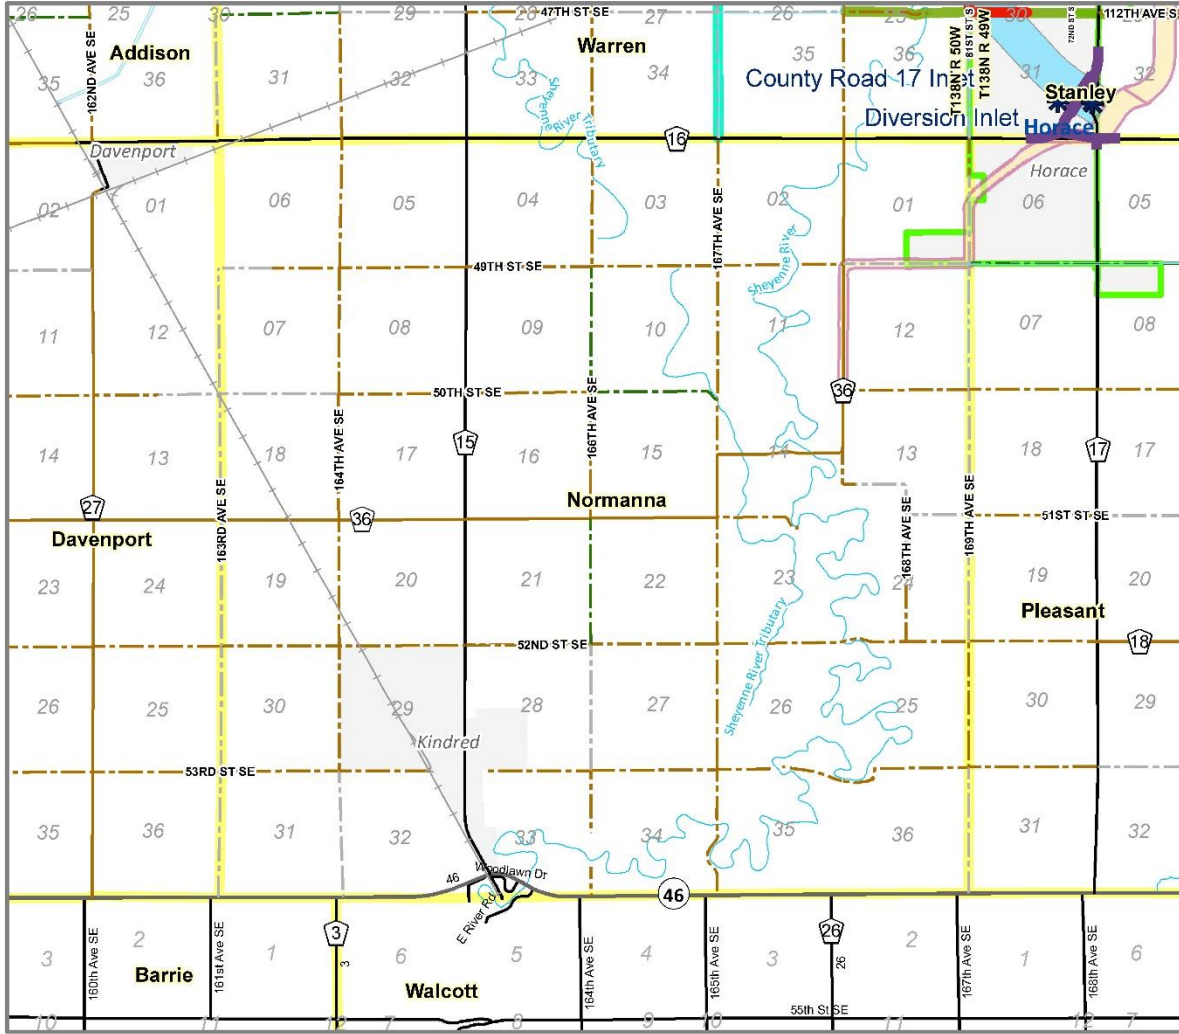 26
25
30
29
28
47TH ST SE
27
26
25
30
112TH AVE S
Addison
Warren
162ND AVE SE
35
36
31
32
33
34
35
36
31
32
T138N R 50W
81ST ST S
T138N R 49W
72ND ST S
County Road 17 Inlet
Stanley
Diversion Inlet
Horace
Sheyenne
River
Tributary
16
Davenport
Horace
02
01
06
05
04
03
02
01
06
05
Sheyenne River
167TH AVE SE
49TH ST SE
11
12
07
08
09
10
11
12
07
08
50TH ST SE
36
164TH AVE SE
166TH AVE SE
15
17
14
13
18
17
16
15
14
13
18
17
Normanna
27
163RD AVE SE
36
51ST ST SE
Davenport
168TH AVE SE
169TH AVE SE
23
24
19
20
21
22
23
24
19
20
Pleasant
Sheyenne River Tributary
52ND ST SE
18
26
25
30
29
28
27
26
25
30
29
Kindred
53RD ST SE
35
36
31
32
33
34
35
36
31
32
46
Woodlawn Dr
46
E River Rd
3
26
3
2
1
6
5
4
3
2
1
6
3
26
Barrie
Walcott
160th Ave SE
161st Ave SE
164th Ave SE
165th Ave SE
167th Ave SE
168th Ave SE
55th St SE
10
11
12
7
8
9
10
11
12
7